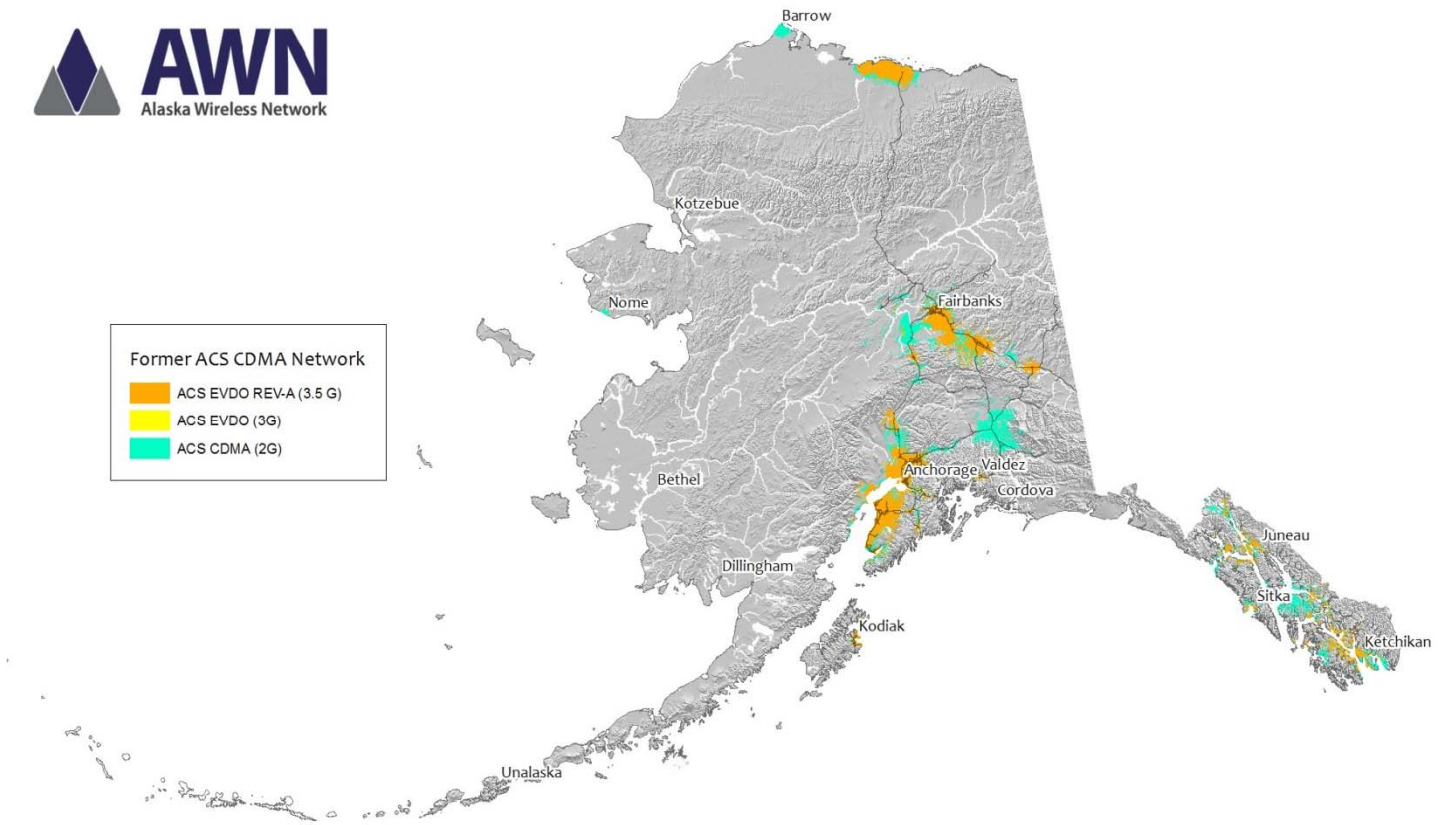 AWN
Alaska Wireless Network
Barrow
Kotzebue
Nome
Fairbanks
Former ACS CDMA Network
ACS EVDO REV-A (3.5 G)
ACS EVDO (3G)
ACS CDMA (2G)
Bethel
Anchorage
Valdez
Cordova
Juneau
Dillingham
Sitka
Kodiak
Ketchikan
Unalaska